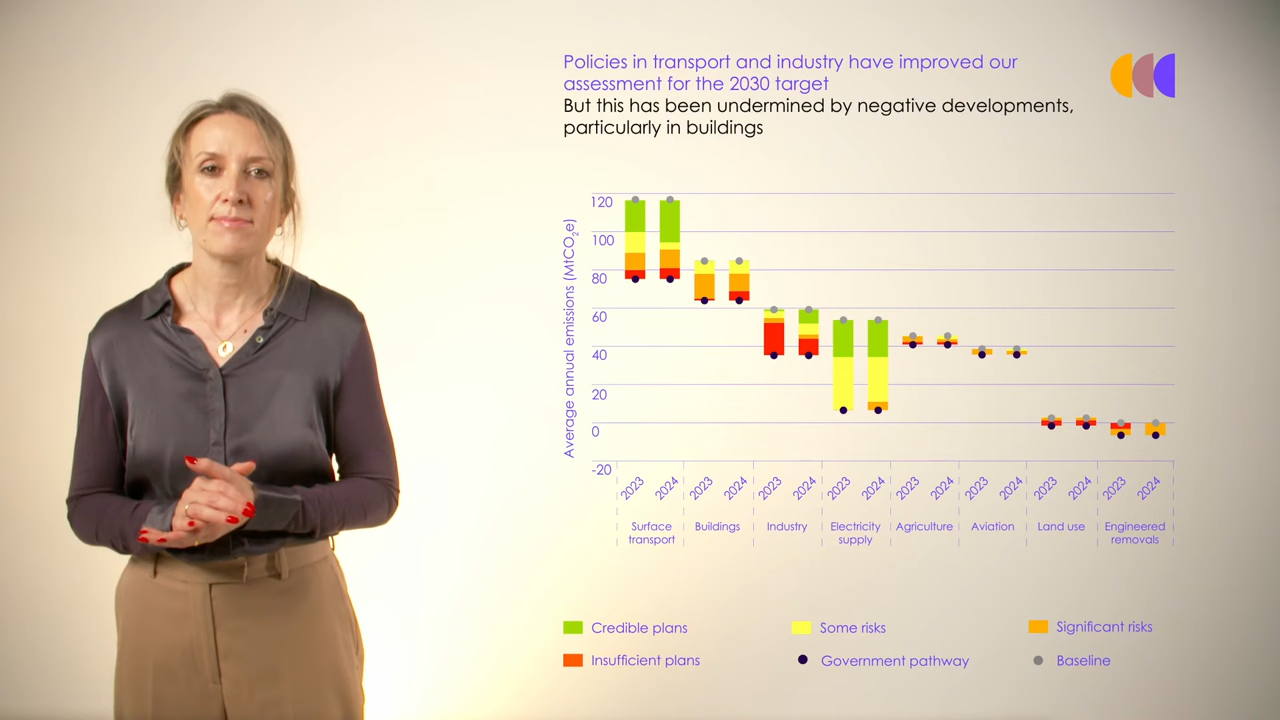 Policies in transport and industry have improved our
assessment for the 2030 target
But this has been undermined by negative developments,
particularly in buildings
Average annual emissions (MtCO₂e)
120
100
80
60
40
20
0
-20
2023 2024 2023 2024 2023 2024 2023 2024 2023 2024 2023 2024 2023 2024 2023 2024
Surface transport
Buildings
Industry
Electricity supply
Agriculture
Aviation
Land use
Engineered removals
Credible plans
Some risks
Significant risks
Insufficient plans
Government pathway
Baseline